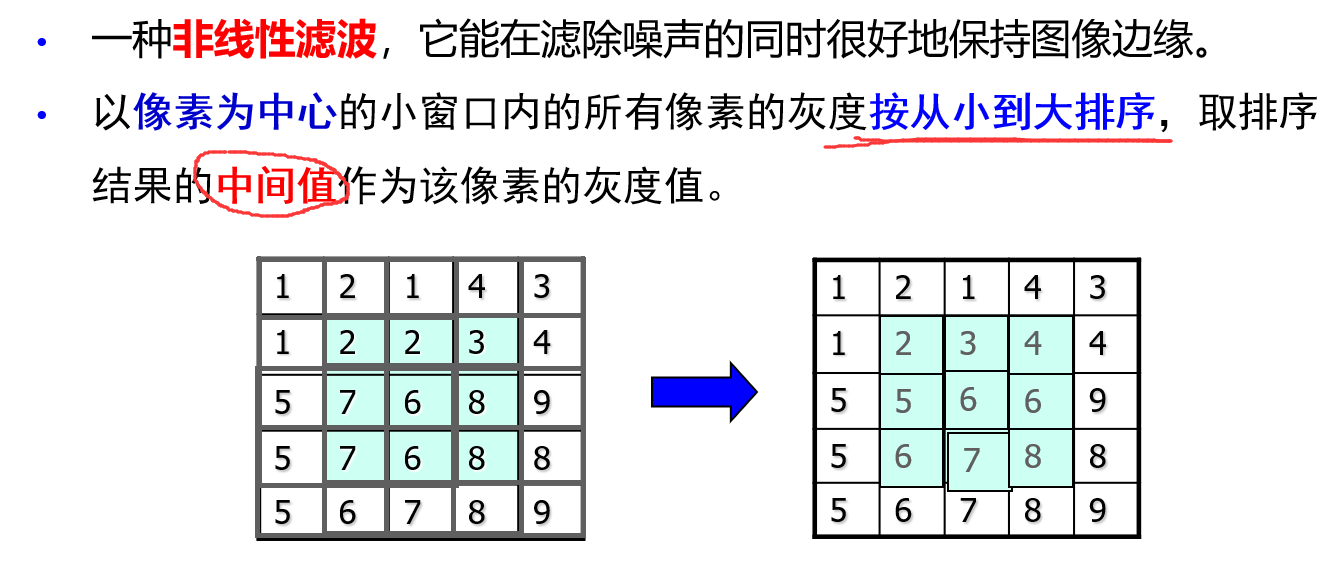 • 一种非线性滤波，它能在滤除噪声的同时很好地保持图像边缘。
• 以像素为中心的小窗口内的所有像素的灰度按从小到大排序，取排序
结果的中间值作为该像素的灰度值。
1 2 1 4 3
1 2 2 3 4
5 7 6 8 9
5 7 6 8 8
5 6 7 8 9
1 2 1 4 3
1 2 3 4 4
5 5 6 6 9
5 6 7 8 8
5 6 7 8 9